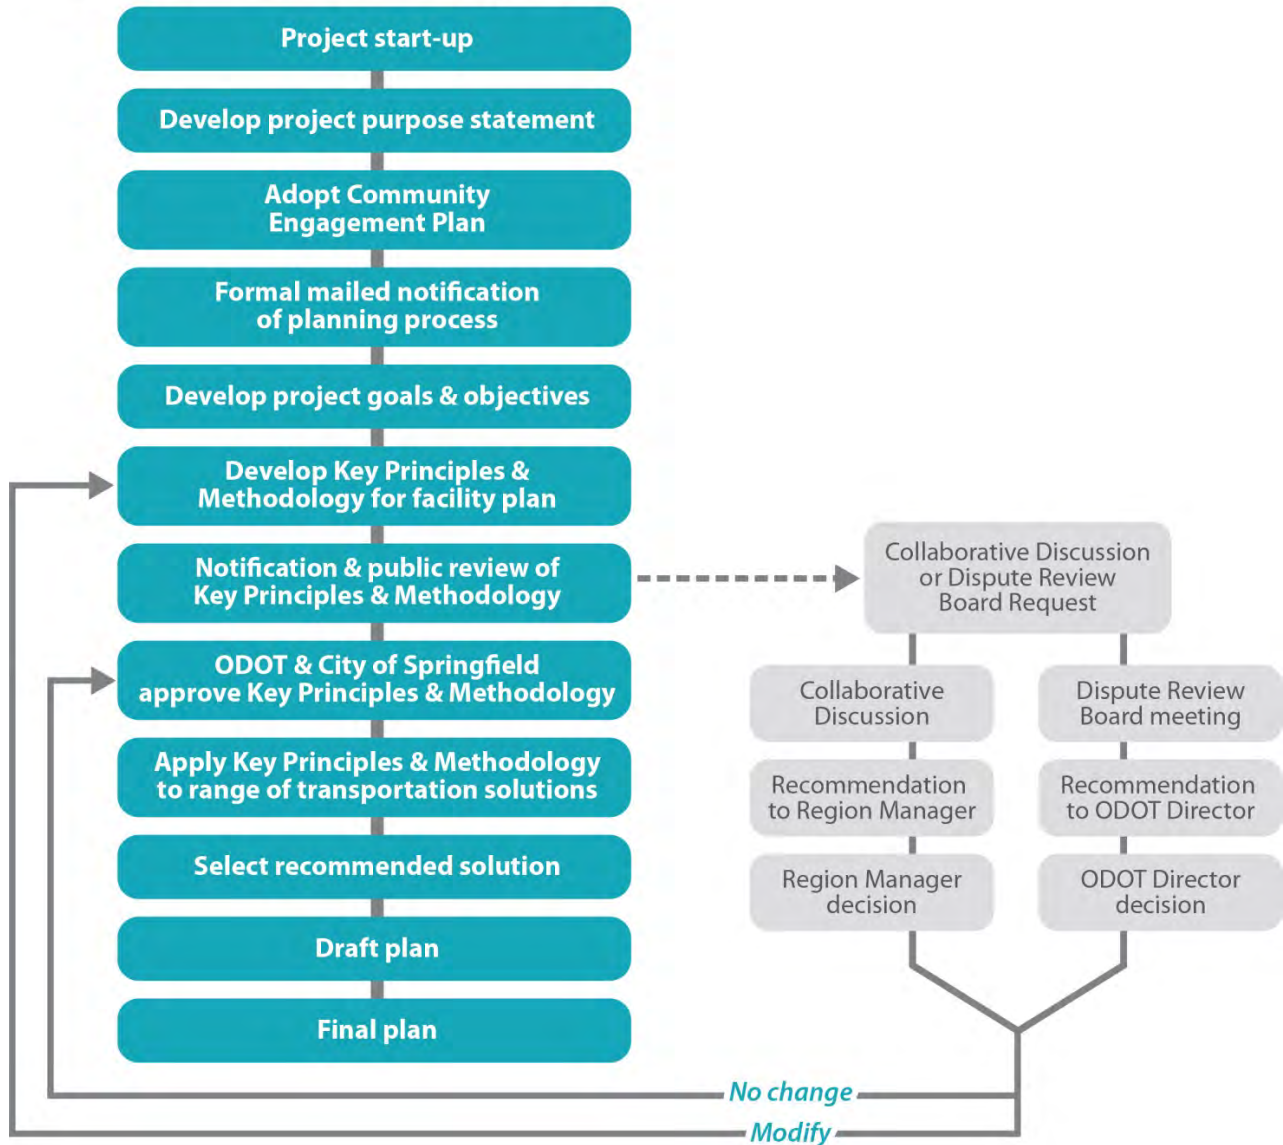 Project start-up
Develop project purpose statement
Adopt Community
Engagement Plan
Formal mailed notification
of planning process
Develop project goals & objectives
Develop Key Principles &
Methodology for facility plan
Notification & public review of
Key Principles & Methodology
ODOT & City of Springfield
approve Key Principles & Methodology
Apply Key Principles & Methodology
to range of transportation solutions
Select recommended solution
Draft plan
Final plan
Collaborative Discussion
or Dispute Review
Board Request
Collaborative
Discussion
Recommendation
to Region Manager
Region Manager
decision
Dispute Review
Board meeting
Recommendation
to ODOT Director
ODOT Director
decision
No change
Modify